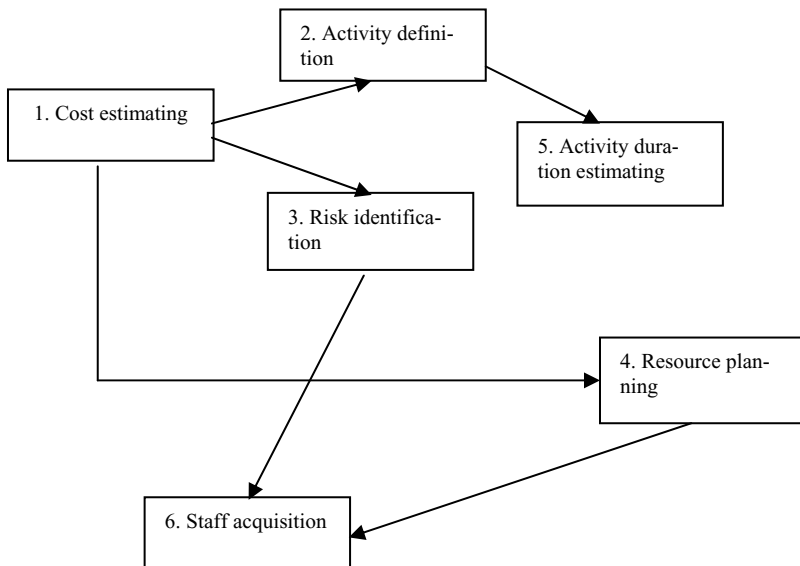 2. Activity defini-
tion
1. Cost estimating
5. Activity dura-
tion estimating
3. Risk identifica-
tion
4. Resource plan-
ning
6. Staff acquisition